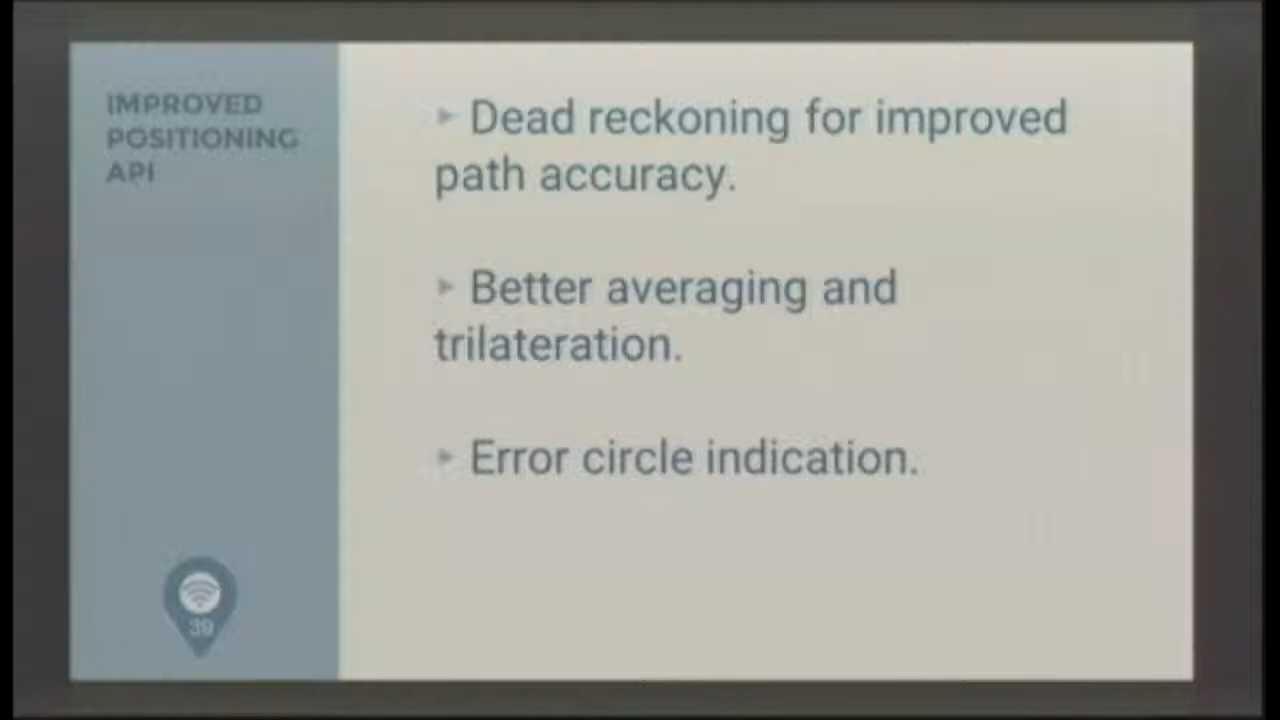 IMPROVED
POSITIONING
API
▸ Dead reckoning for improved
path accuracy.
▸ Better averaging and
trilateration.
▸ Error circle indication.
39